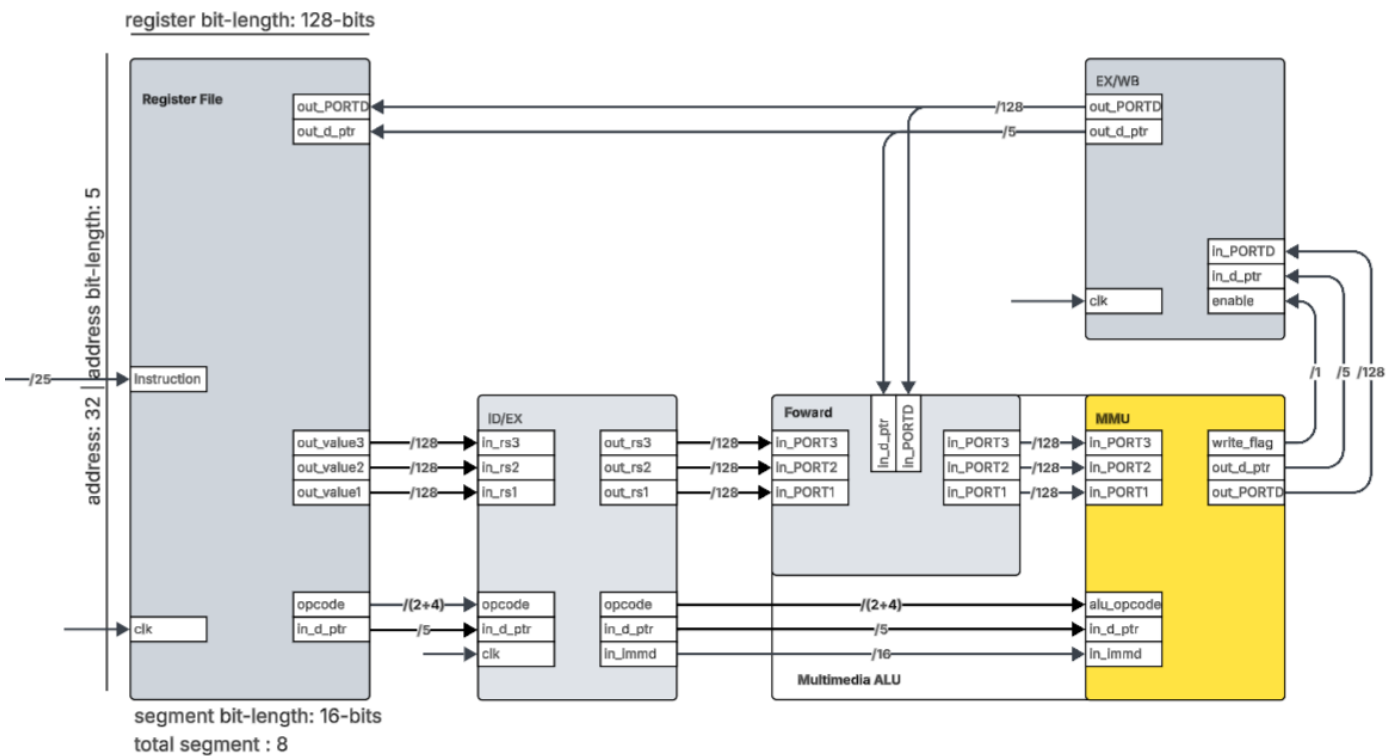 register bit-length: 128-bits
address: 32 | address bit-length: 5
Register File
out_PORTD
out_d_ptr
/25
Instruction
out_value3
out_value2
out_value1
opcode
in_d_ptr
clk
segment bit-length: 16-bits
total segment : 8
/128
/128
/128
/(2+4)
/5
ID/EX
in_rs3
in_rs2
in_rs1
opcode
in_d_ptr
clk
out_rs3
out_rs2
out_rs1
opcode
in_d_ptr
in_immd
/128
/128
/128
/(2+4)
/5
/16
Foward
in_d_ptr
in_PORTD
in_PORT3
in_PORT2
in_PORT1
in_PORT3
in_PORT2
in_PORT1
Multimedia ALU
/128
/128
/128
MMU
in_PORT3
in_PORT2
in_PORT1
write_flag
out_d_ptr
out_PORTD
alu_opcode
in_d_ptr
in_immd
/1
/5
/128
EX/WB
out_PORTD
out_d_ptr
/128
/5
in_PORTD
in_d_ptr
enable
clk